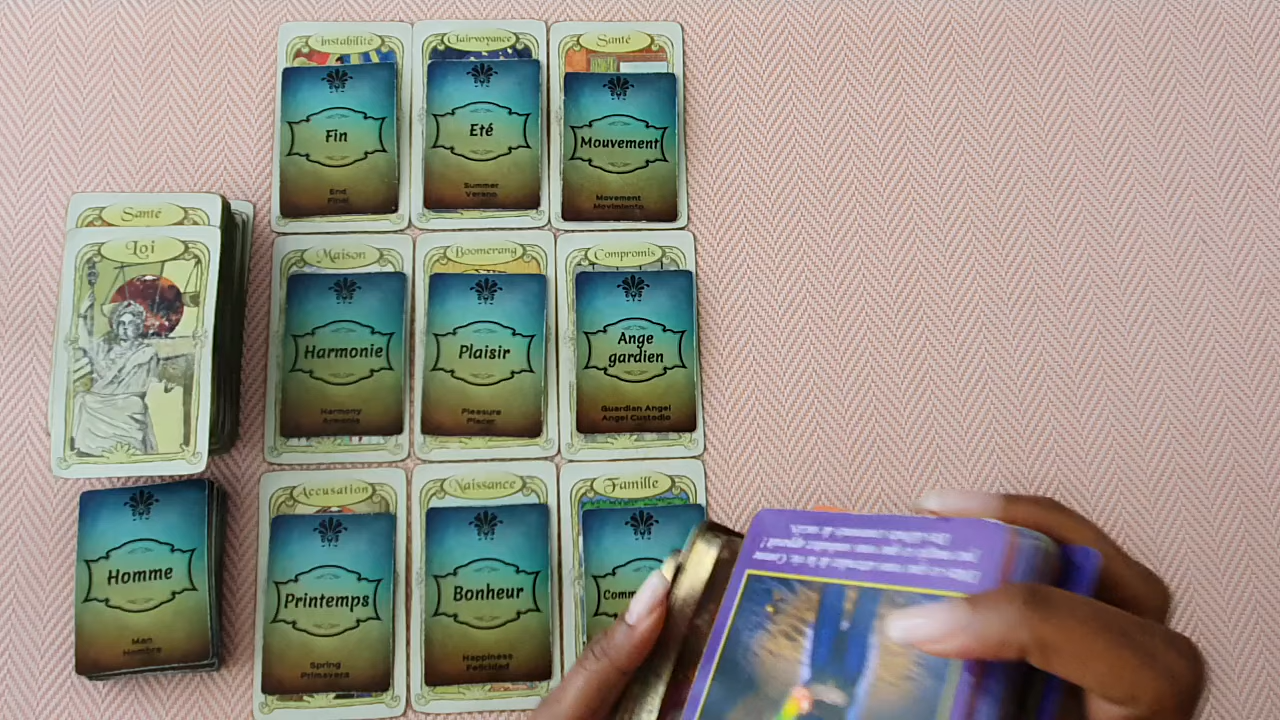 Instabilité
Fin
End
Final
Clairvoyance
Eté
Summer
Verano
Santé
Mouvement
Movement
Movimiento
Santé
Loi
Maison
Harmonie
Harmony
Armonia
Boomerang
Plaisir
Pleasure
Placer
Compromis
Ange
gardien
Guardian Angel
Angel Custodio
Homme
Man
Hombre
Accusation
Printemps
Spring
Primavera
Naissance
Bonheur
Happiness
Felicidad
Famille
Comm